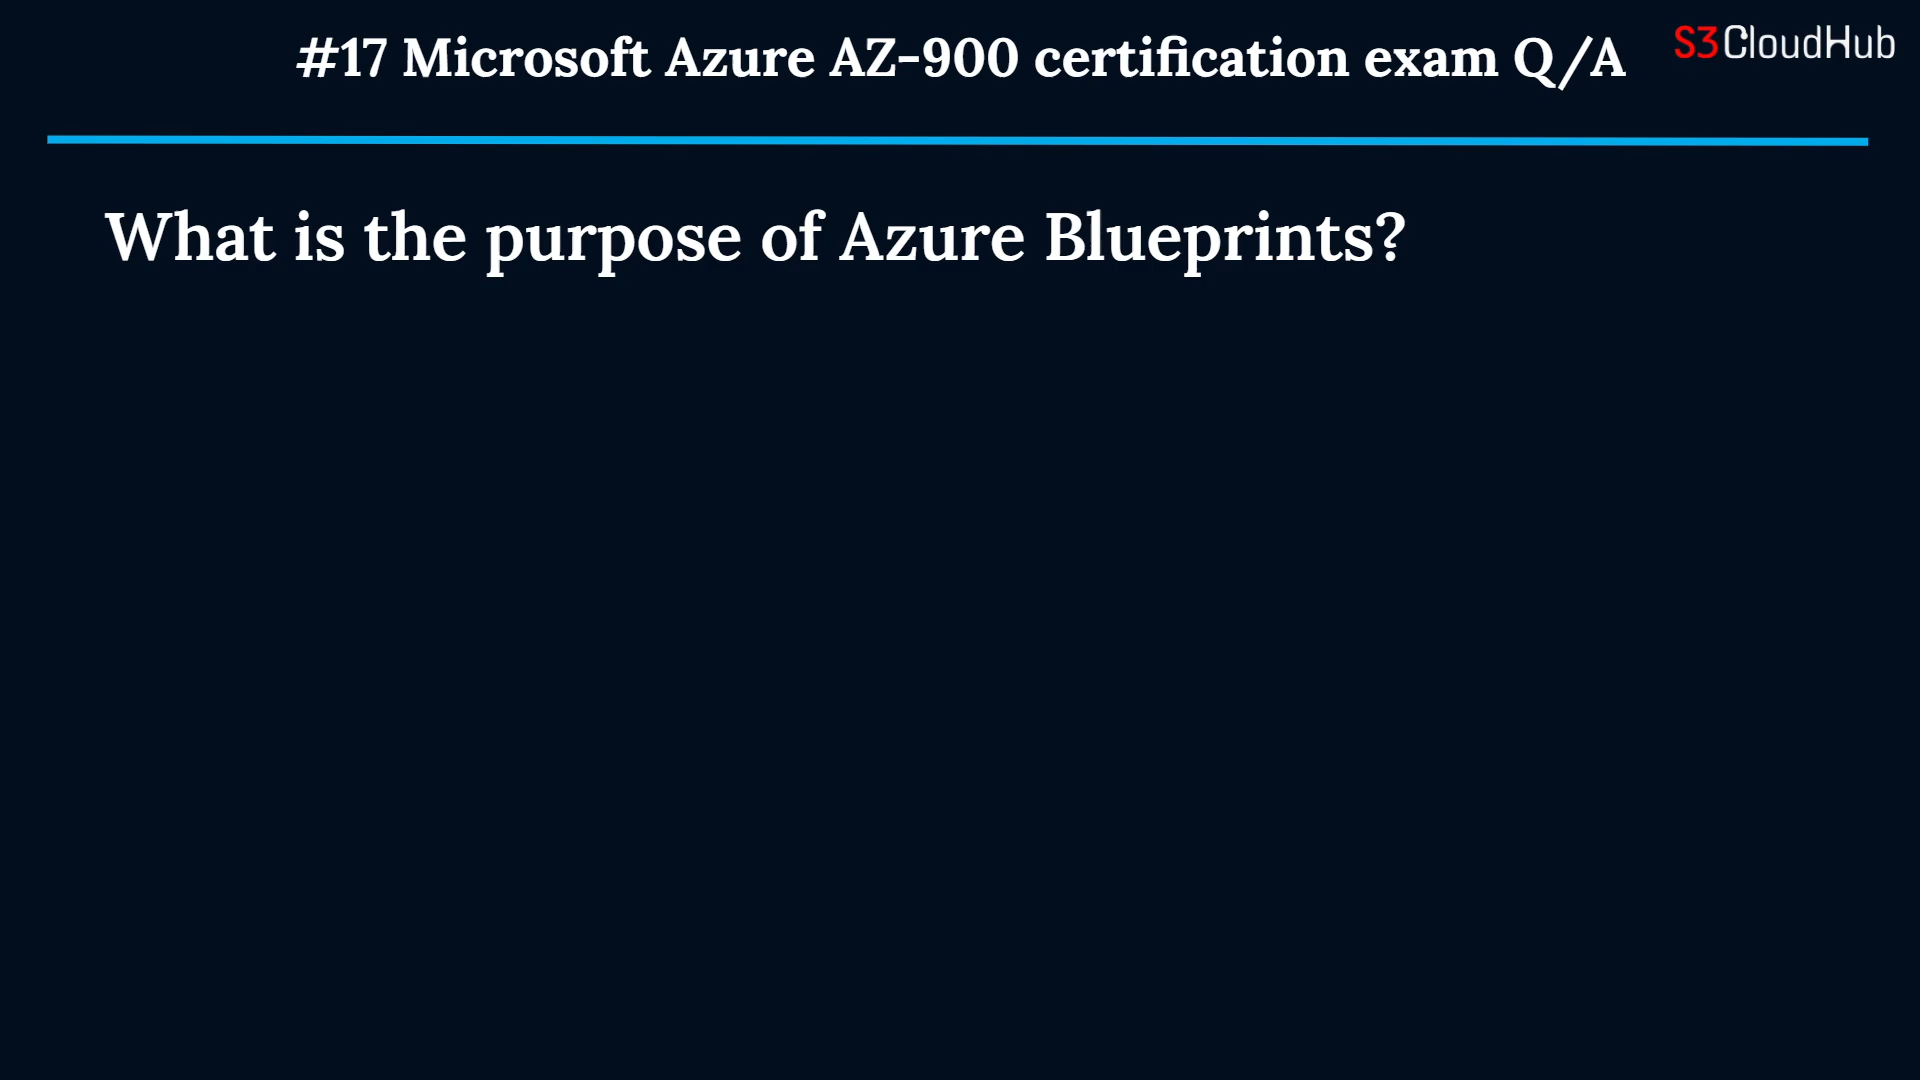 #17 Microsoft Azure AZ-900 certification exam Q/A
S3CloudHub
What is the purpose of Azure Blueprints?